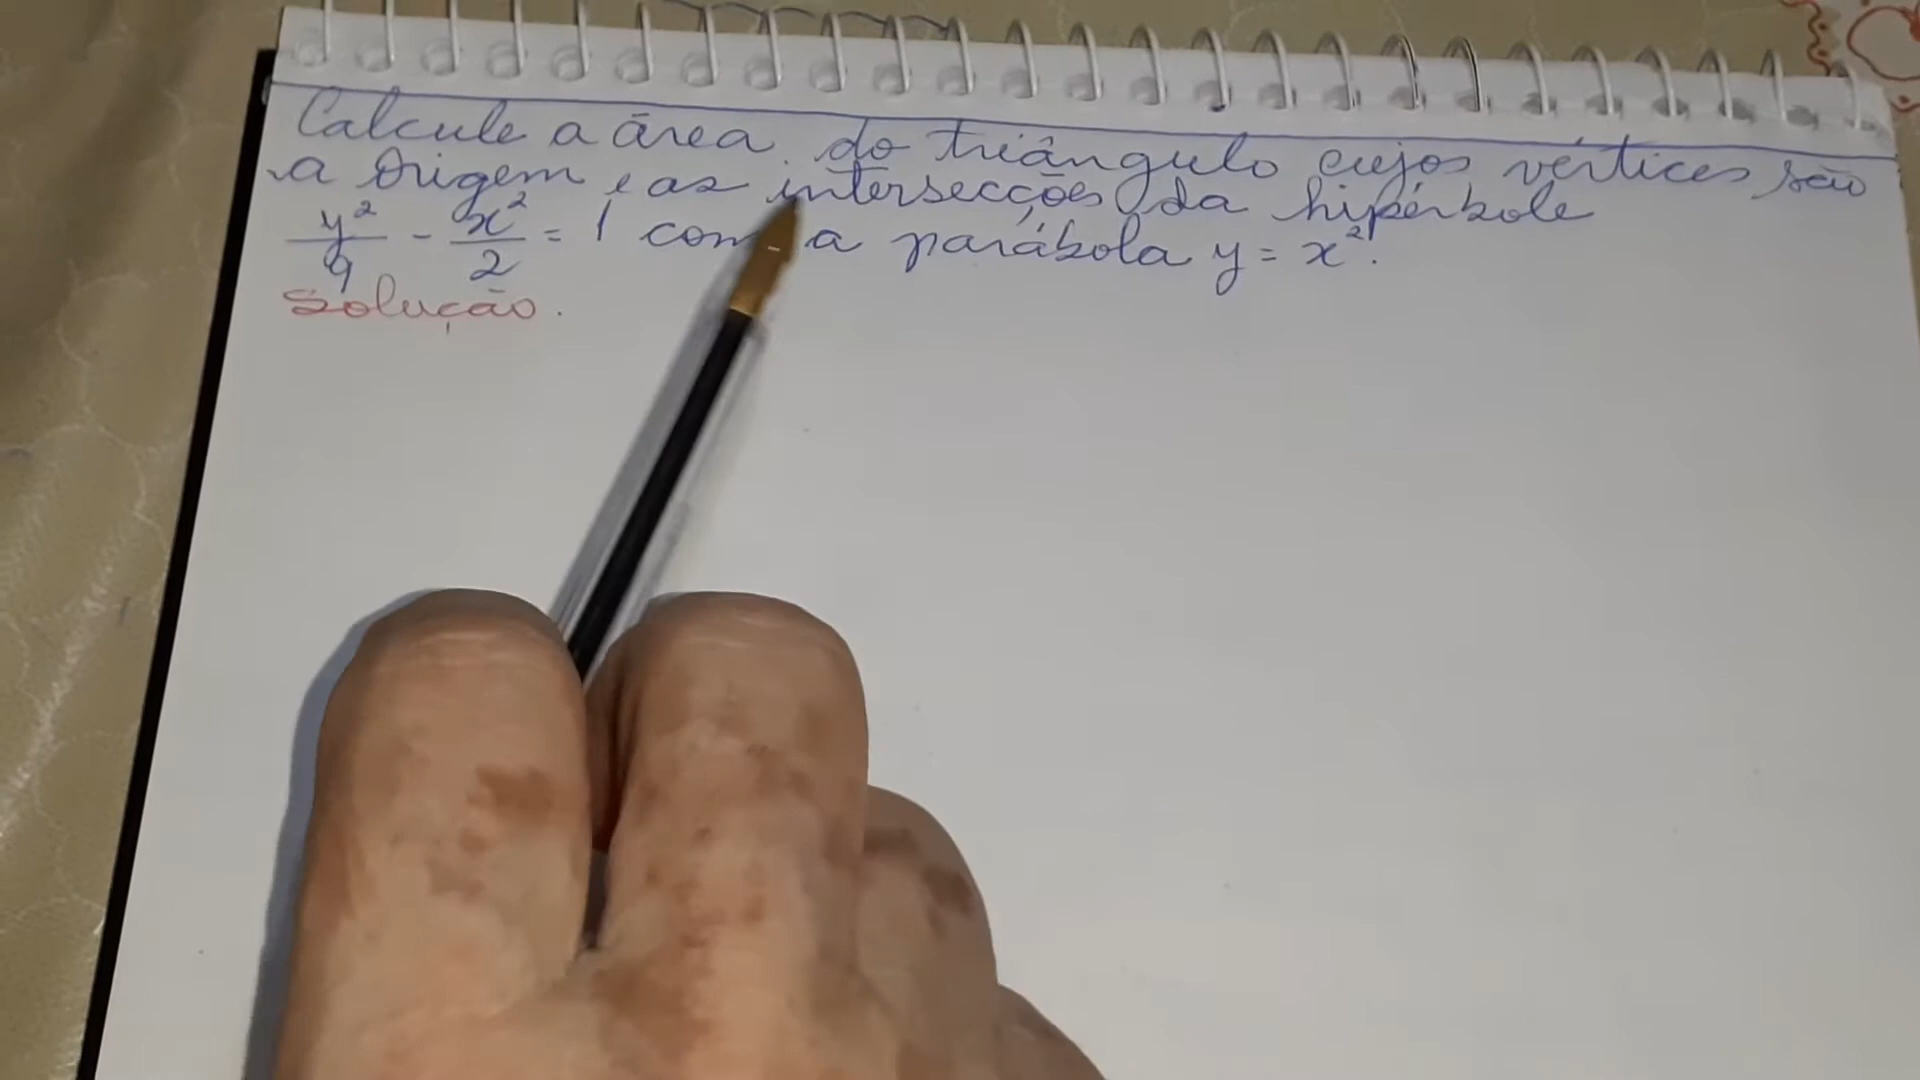 Calcule a área do triângulo cujos vértices são
a origem e as intersecções da hipérbole
y²/9 - x²/2 = 1 com a parábola y = x².
Solução.